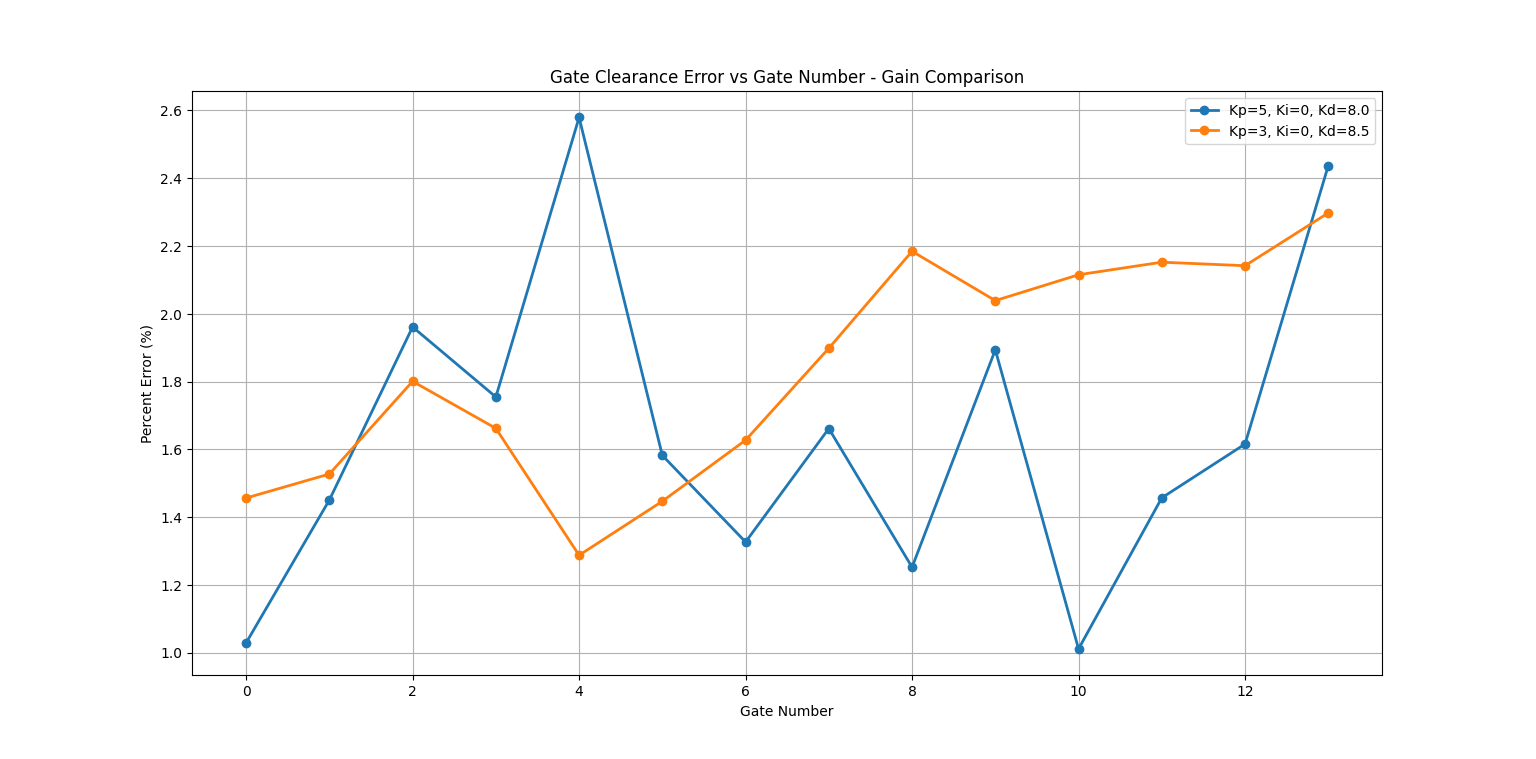 Gate Clearance Error vs Gate Number - Gain Comparison
Kp=5, Ki=0, Kd=8.0
Kp=3, Ki=0, Kd=8.5
Percent Error (%)
2.6
2.4
2.2
2.0
1.8
1.6
1.4
1.2
1.0
0 2 4 6 8 10 12
Gate Number